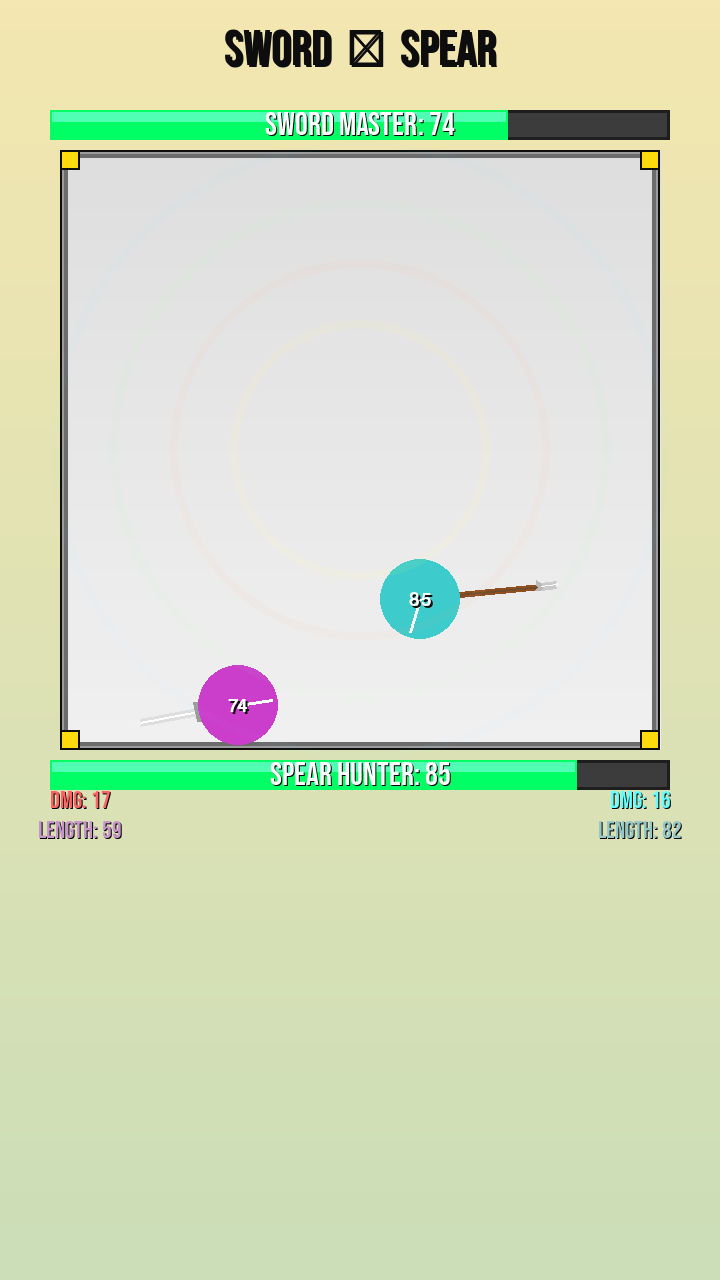 SWORD SPEAR
SWORD MASTER: 74
85
74
SPEAR HUNTER: 85
DMG: 17
DMG: 16
LENGTH: 59
LENGTH: 82